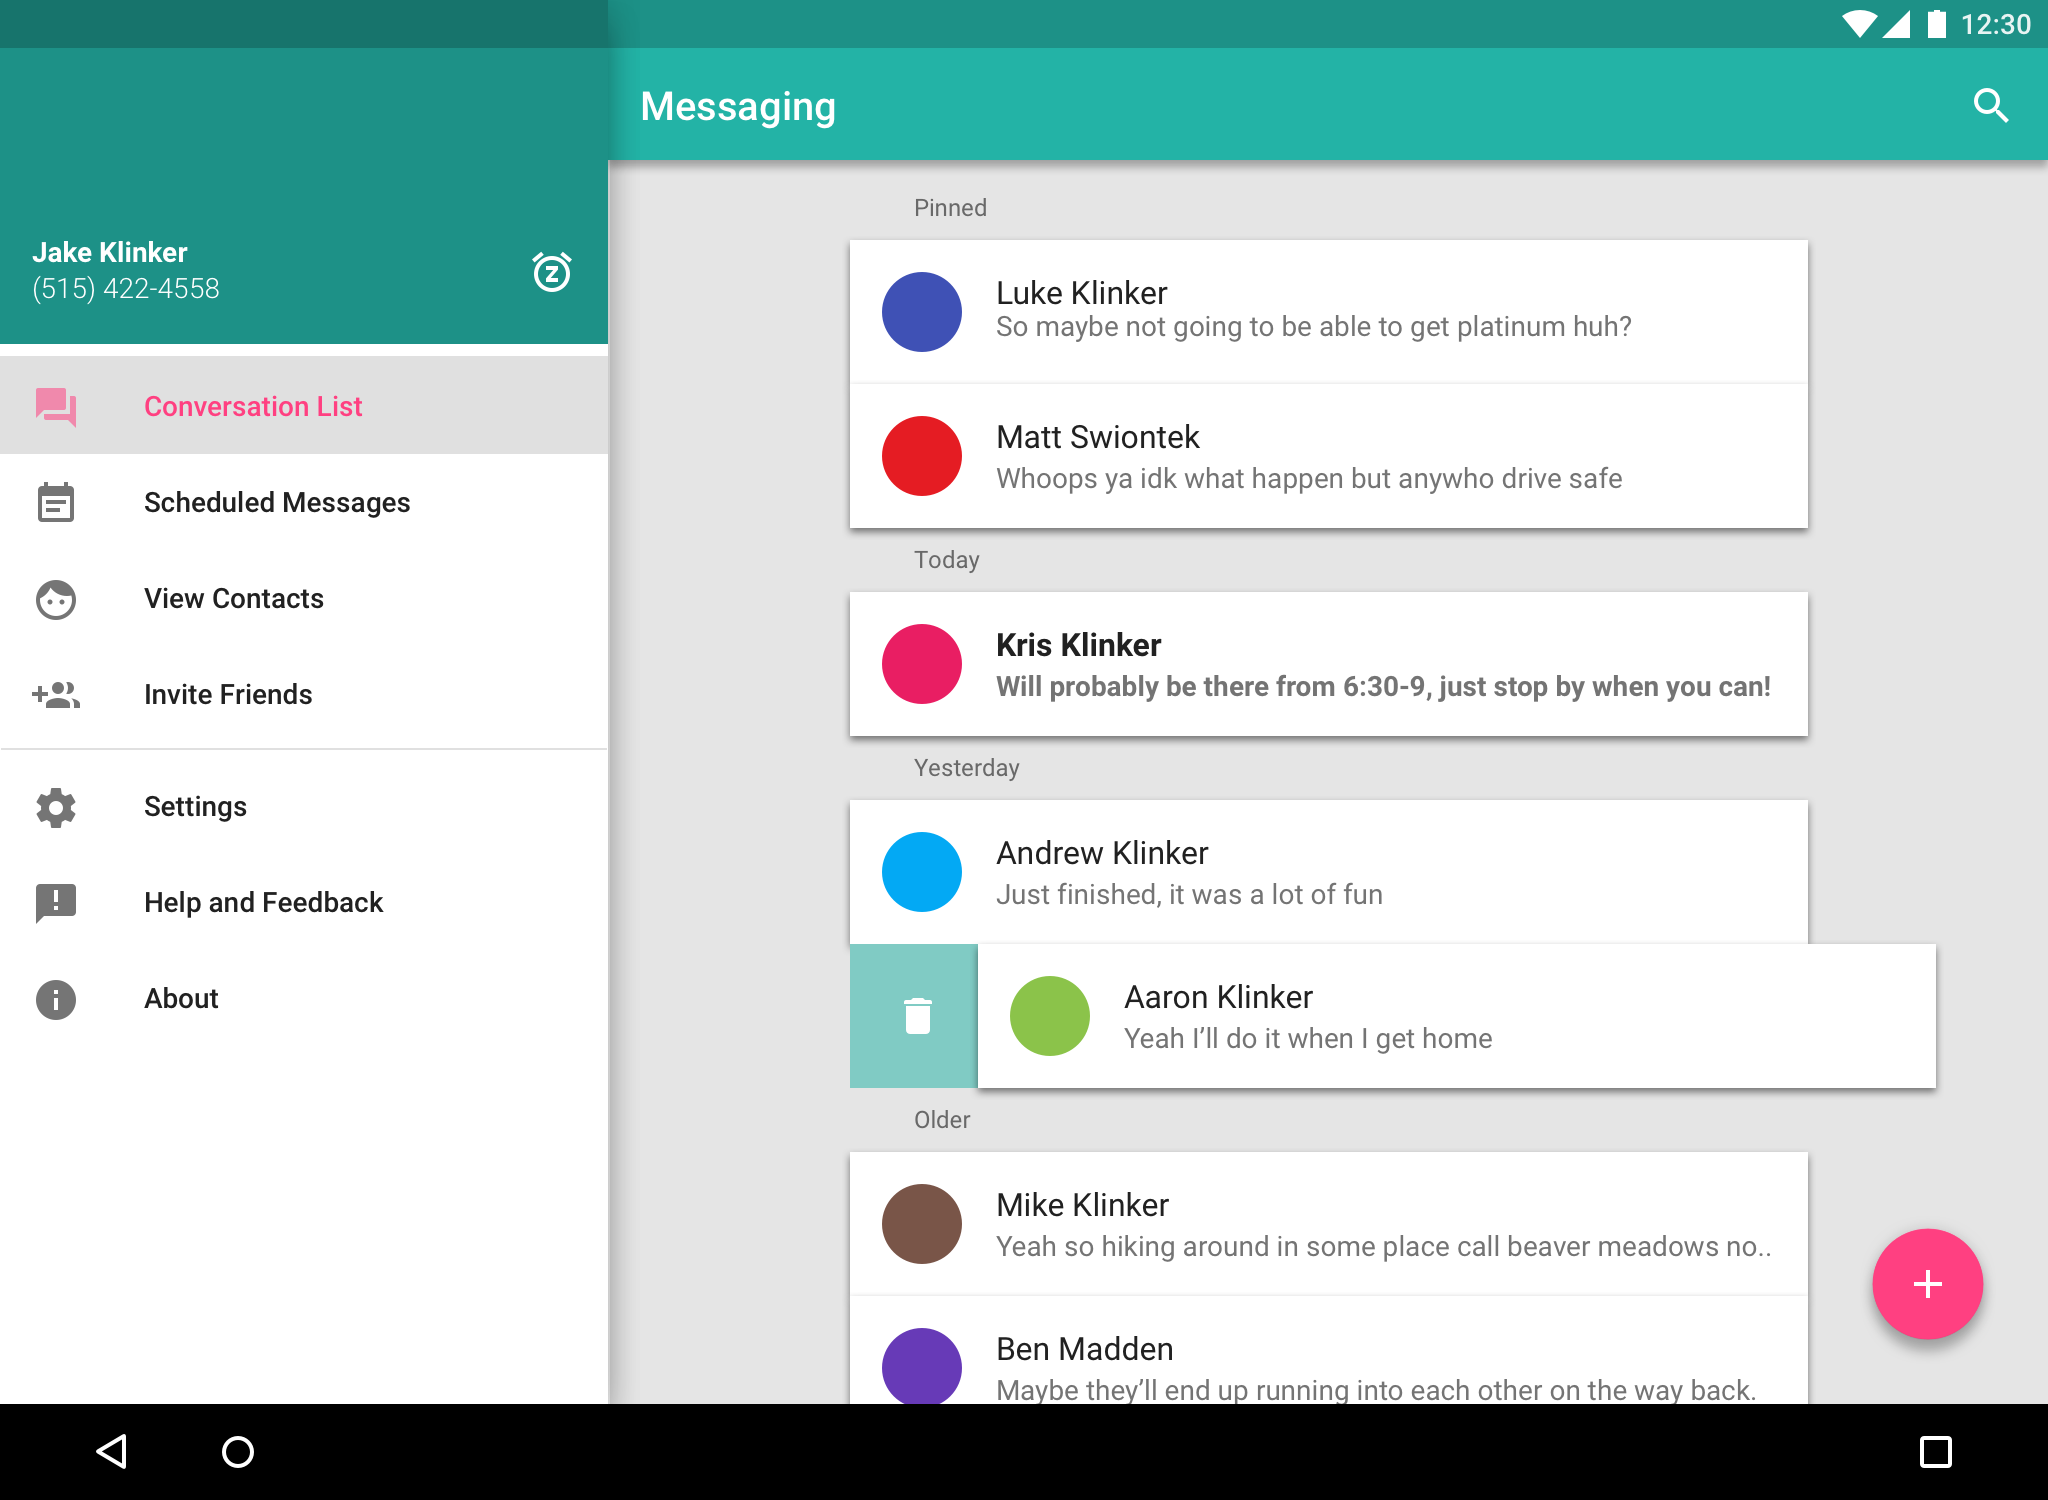 12:30
Messaging
Jake Klinker
(515) 422-4558
Conversation List
Scheduled Messages
View Contacts
Invite Friends
Settings
Help and Feedback
About
Pinned
Luke Klinker
So maybe not going to be able to get platinum huh?
Matt Swiontek
Whoops ya idk what happen but anywho drive safe
Today
Kris Klinker
Will probably be there from 6:30-9, just stop by when you can!
Yesterday
Andrew Klinker
Just finished, it was a lot of fun
Aaron Klinker
Yeah I’ll do it when I get home
Older
Mike Klinker
Yeah so hiking around in some place call beaver meadows no..
Ben Madden
Maybe they’ll end up running into each other on the way back.